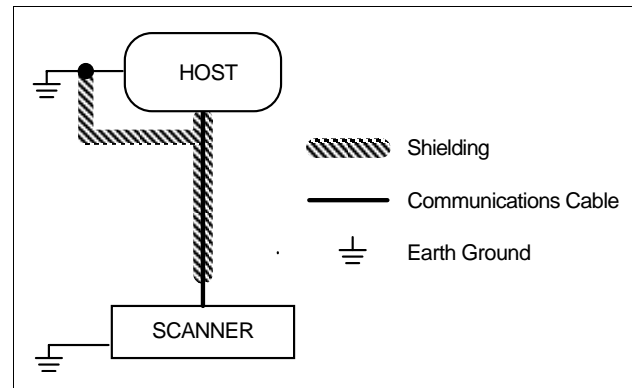 HOST
Shielding
Communications Cable
Earth Ground
SCANNER